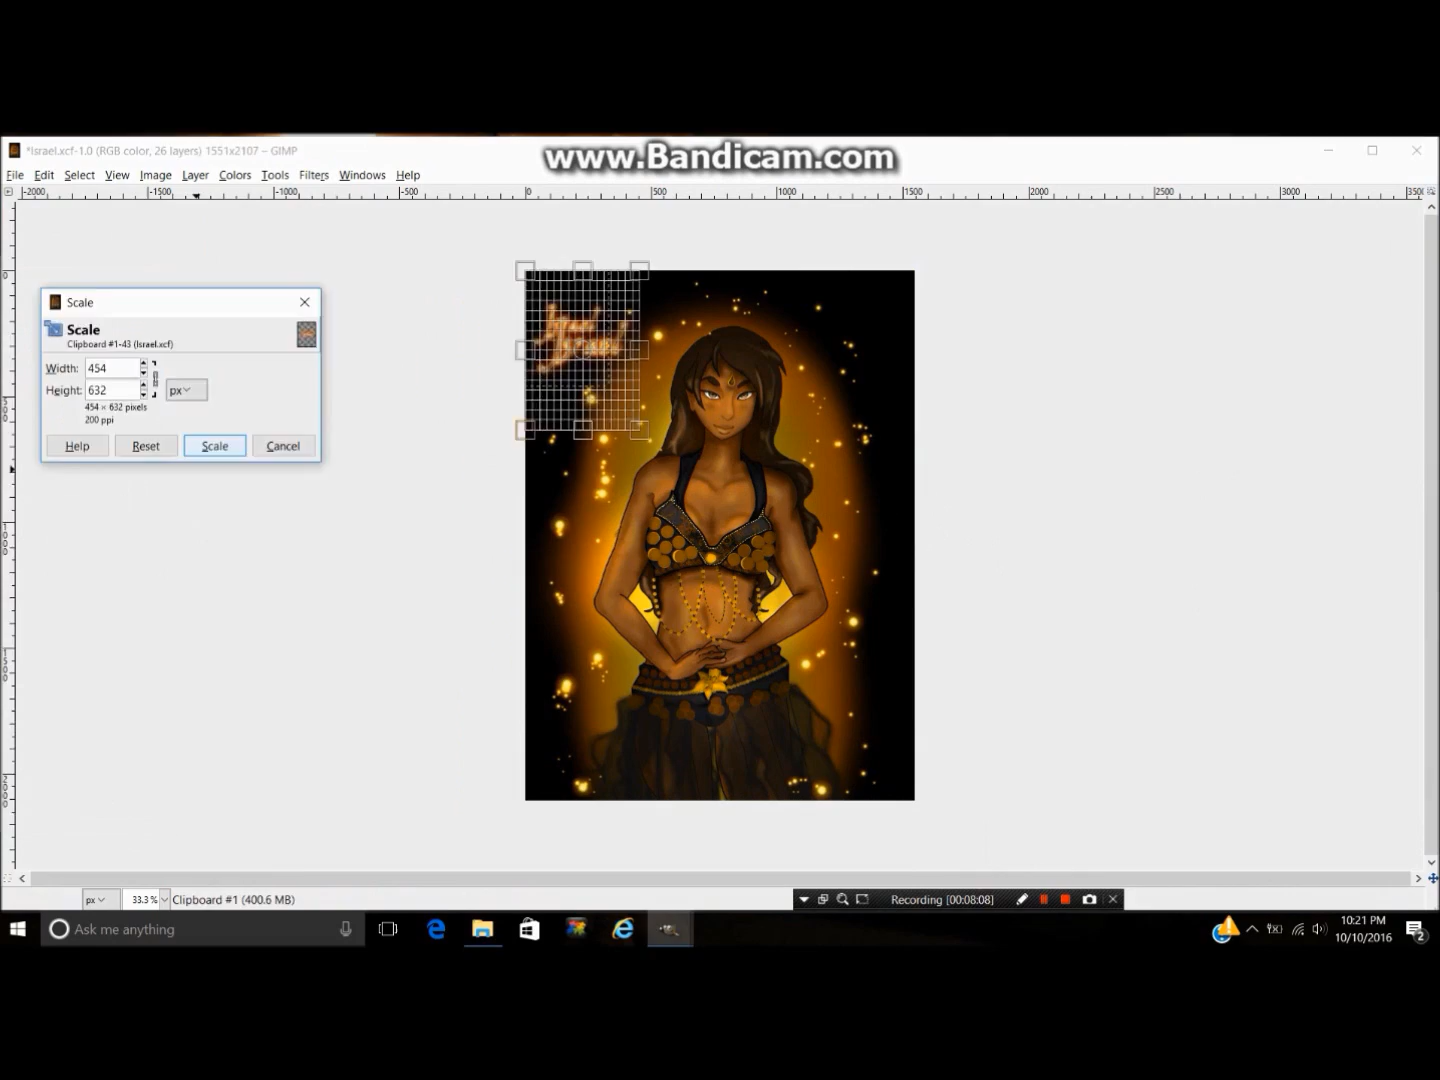 *Israel.xcf-1.0 (RGB color, 26 layers) 1551x2107 – GIMP
www.Bandicam.com
File Edit Select View Image Layer Colors Tools Filters Windows Help
-2000 -1500 -1000 -500 0 500 1000 1500 2000 2500 3000
Scale
Scale
Clipboard #1-43 (Israel.xcf)
Width: 454
Height: 632 px
454 × 632 pixels
200 ppi
Help Reset Scale Cancel
px 33.3 % Clipboard #1 (400.6 MB)
Recording [00:08:08]
Ask me anything
10:21 PM
10/10/2016
2